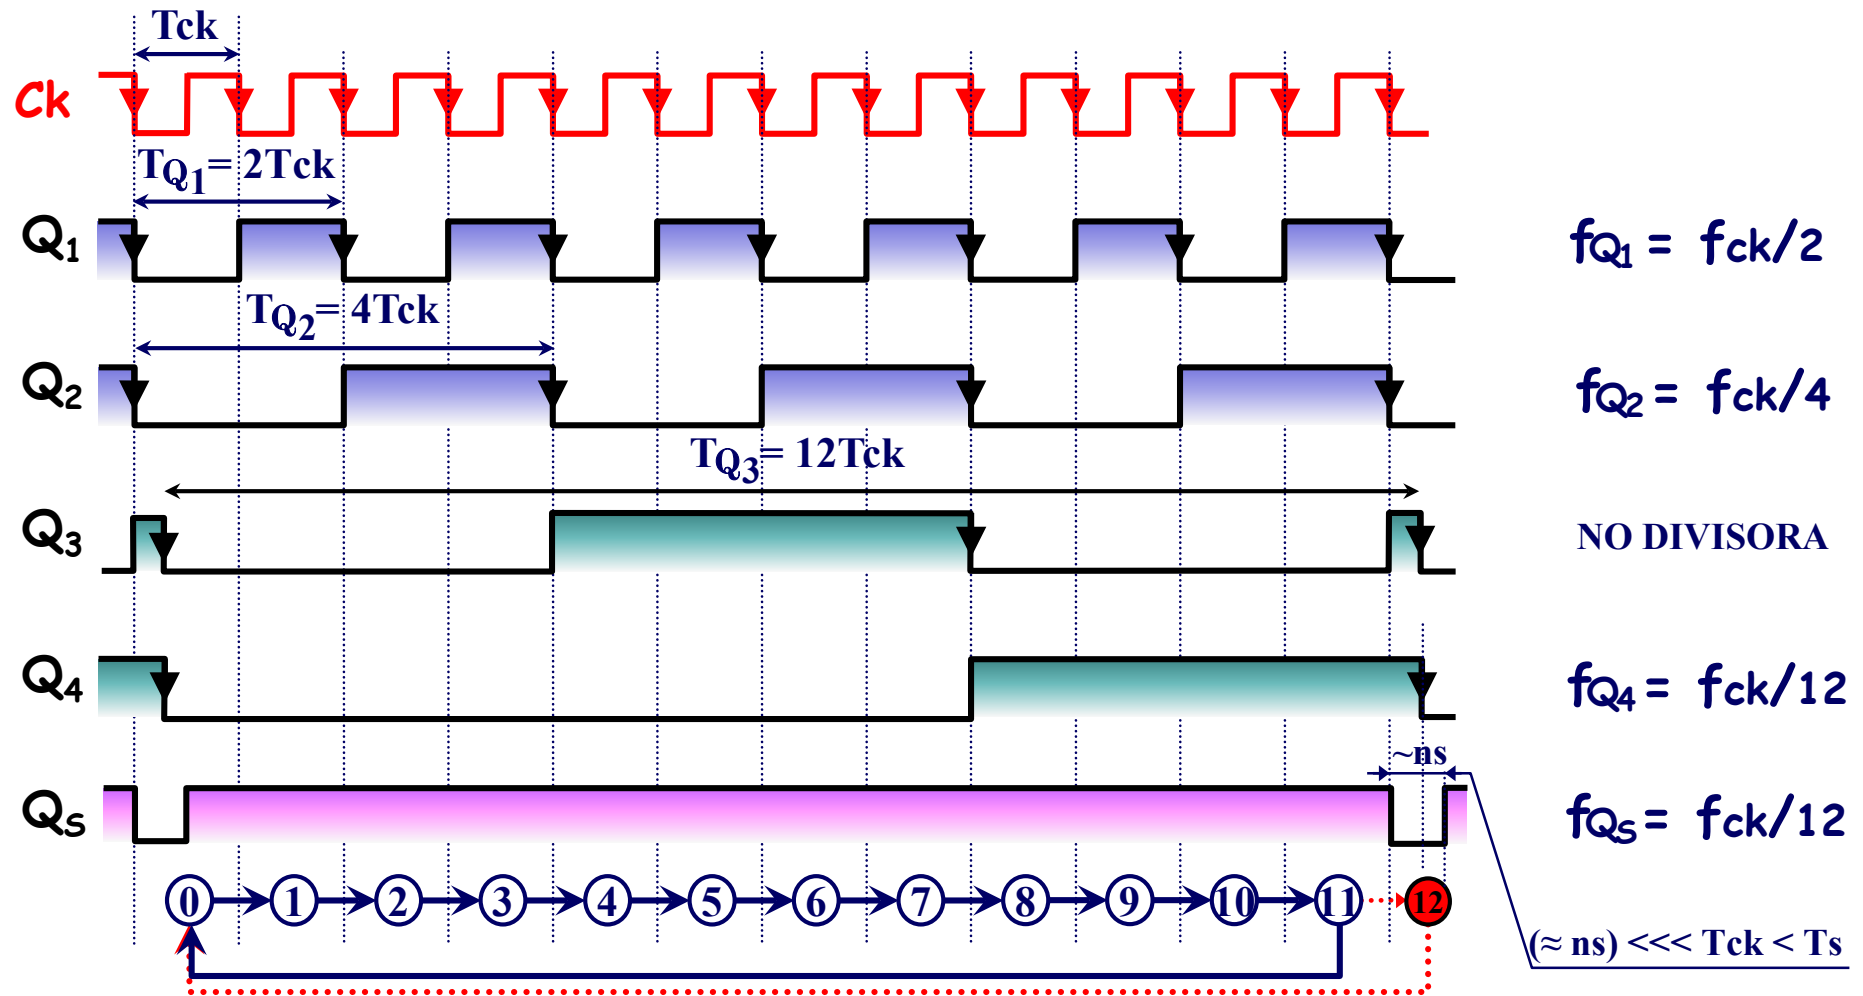 Tck
Ck
TQ1= 2Tck
Q1
fQ1 = fck/2
TQ2= 4Tck
Q2
fQ2 = fck/4
TQ3= 12Tck
Q3
NO DIVISORA
Q4
fQ4 = fck/12
~ns
QS
fQS = fck/12
0 1 2 3 4 5 6 7 8 9 10 11 12
(≈ ns) <<< Tck < Ts